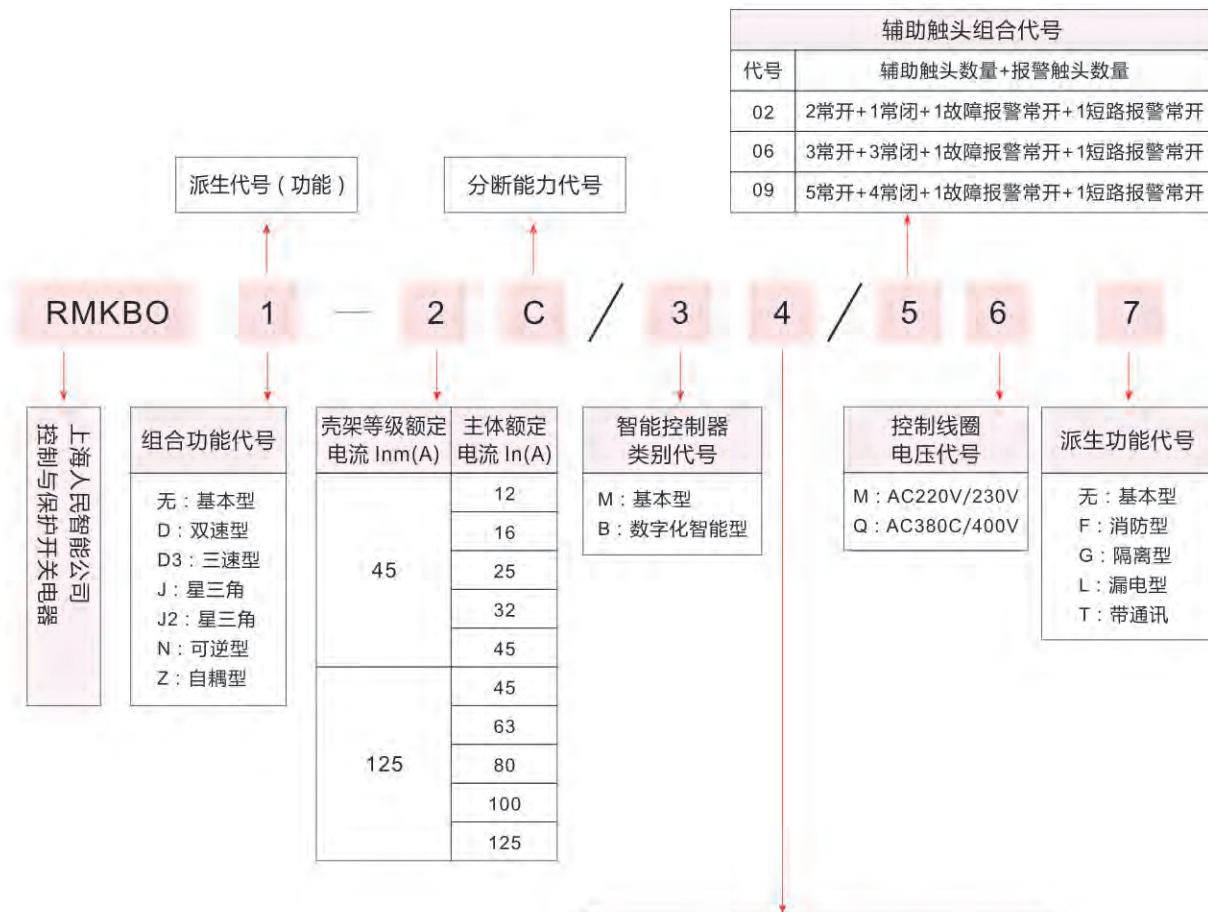 辅助触头组合代号
代号 辅助触头数量+报警触头数量
02 2常开+1常闭+1故障报警常开+1短路报警常开
06 3常开+3常闭+1故障报警常开+1短路报警常开
09 5常开+4常闭+1故障报警常开+1短路报警常开
派生代号（功能）
分断能力代号
RMKBO 1 — 2 C / 3 4 / 5 6 7
上海人民智能公司
控制与保护开关电器
组合功能代号
无：基本型
D：双速型
D3：三速型
J：星三角
J2：星三角
N：可逆型
Z：自耦型
壳架等级额定
电流 Inm(A)
主体额定
电流 In(A)
45
12
16
25
32
45
125
45
63
80
100
125
智能控制器
类别代号
M：基本型
B：数字化智能型
控制线圈
电压代号
M：AC220V/230V
Q：AC380C/400V
派生功能代号
无：基本型
F：消防型
G：隔离型
L：漏电型
T：带通讯